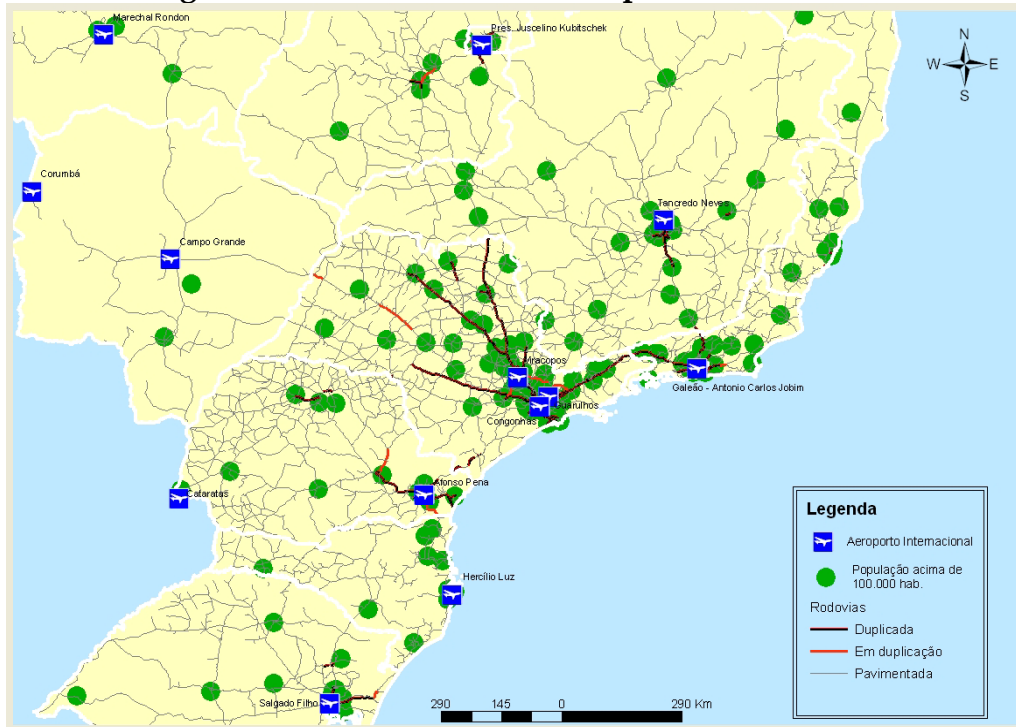 Marechal Rondon
Pres. Juscelino Kubitschek
N
W
E
S
Corumbá
Tancredo Neves
Campo Grande
Viracopos
Galeão - Antonio Carlos Jobim
Guarulhos
Congonhas
Afonso Pena
Cataratas
Hercílio Luz
Salgado Filho
Legenda
Aeroporto Internacional
População acima de
100.000 hab.
Rodovias
Duplicada
Em duplicação
Pavimentada
290 145 0 290 Km